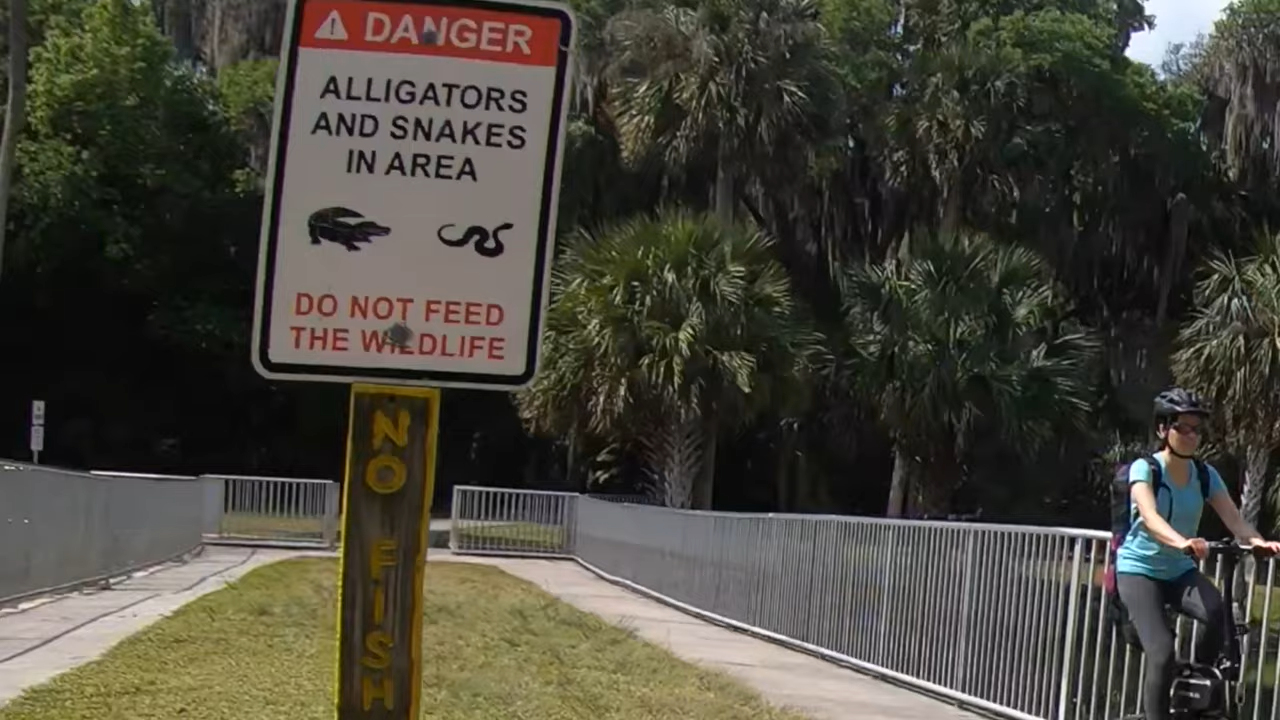 DANGER
ALLIGATORS
AND SNAKES
IN AREA
DO NOT FEED
THE WILDLIFE
NO
FISH